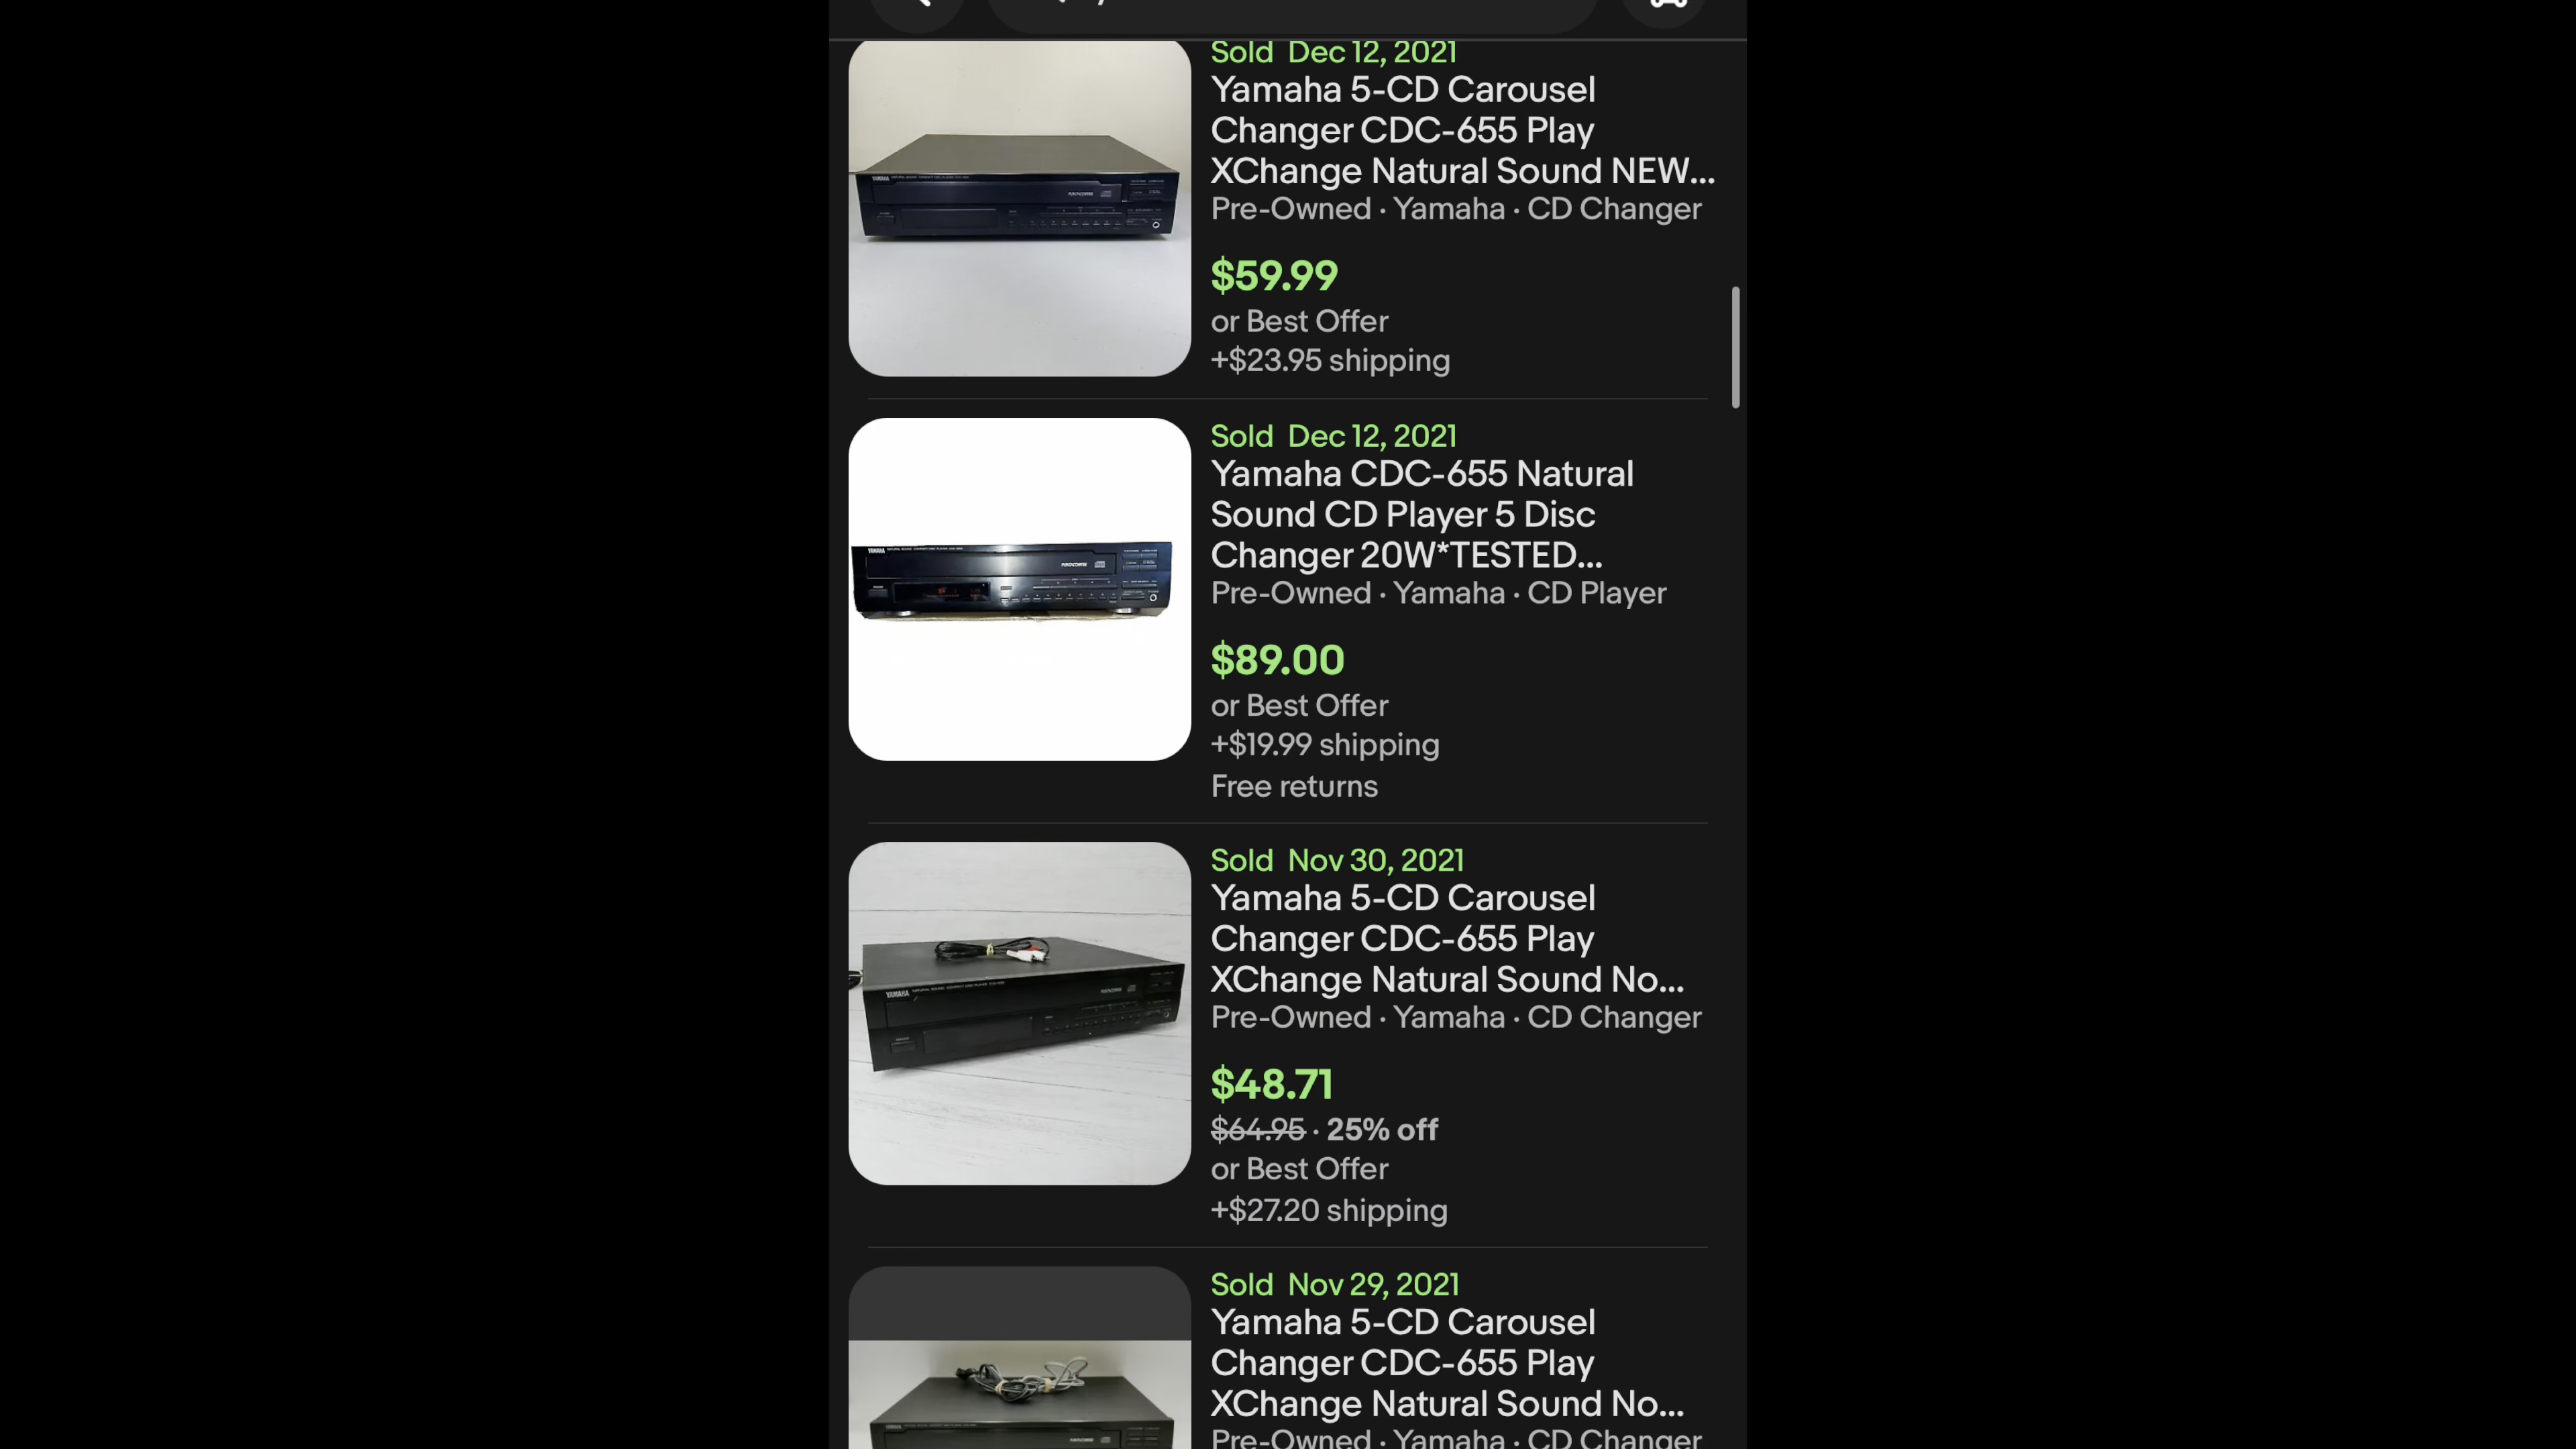 Sold Dec 12, 2021
Yamaha 5-CD Carousel
Changer CDC-655 Play
XChange Natural Sound NEW...
Pre-Owned · Yamaha · CD Changer
$59.99
or Best Offer
+$23.95 shipping
YAMAHA
Sold Dec 12, 2021
Yamaha CDC-655 Natural
Sound CD Player 5 Disc
Changer 20W*TESTED...
Pre-Owned · Yamaha · CD Player
$89.00
or Best Offer
+$19.99 shipping
Free returns
YAMAHA
Sold Nov 30, 2021
Yamaha 5-CD Carousel
Changer CDC-655 Play
XChange Natural Sound No...
Pre-Owned · Yamaha · CD Changer
$48.71
$64.95 · 25% off
or Best Offer
+$27.20 shipping
YAMAHA
Sold Nov 29, 2021
Yamaha 5-CD Carousel
Changer CDC-655 Play
XChange Natural Sound No...
Pre-Owned · Yamaha · CD Changer